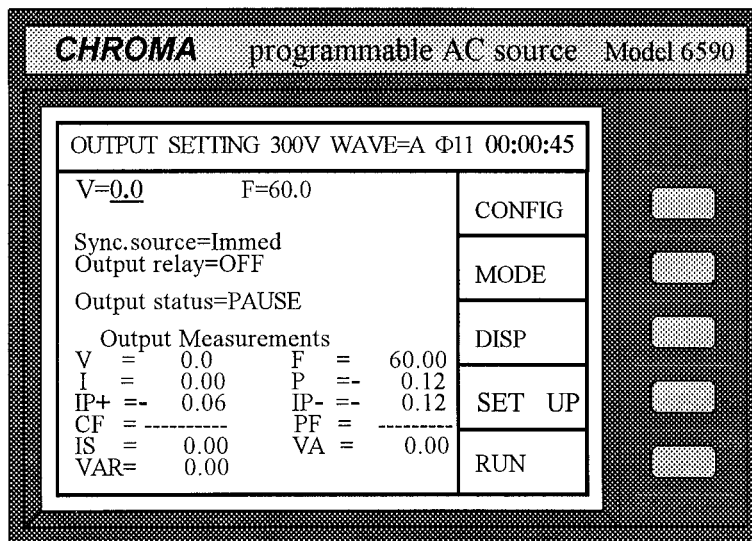 CHROMA programmable AC source Model 6590
OUTPUT SETTING 300V WAVE=A Φ11 00:00:45
V=0.0 F=60.0
Sync.source=Immed
Output relay=OFF
Output status=PAUSE
Output Measurements
V = 0.0 F = 60.00
I = 0.00 P =- 0.12
IP+ =- 0.06 IP- =- 0.12
CF = ---------- PF = ---------
IS = 0.00 VA = 0.00
VAR= 0.00
CONFIG
MODE
DISP
SET UP
RUN